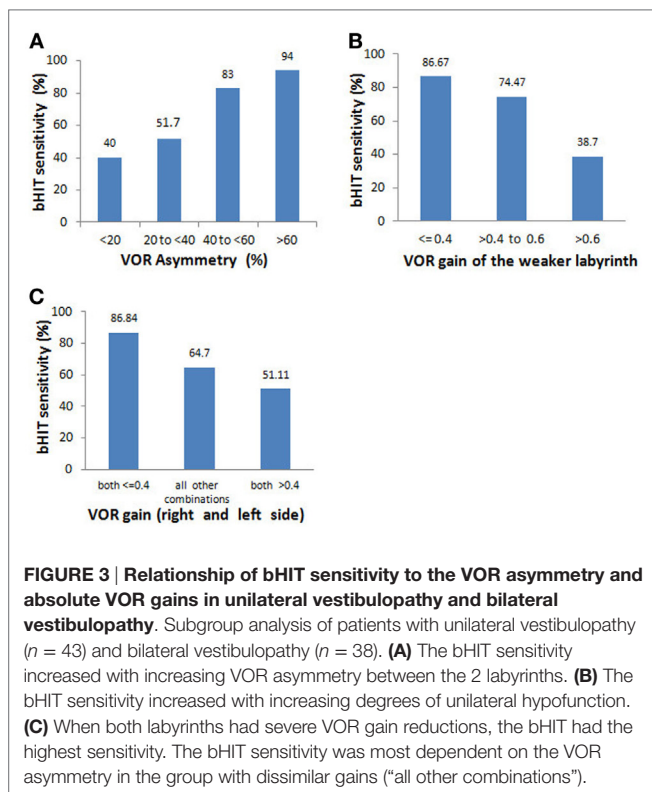 A
bHIT sensitivity (%)
100
80
60
40
20
0
40
51.7
83
94
<20 20 to <40 40 to <60 >60
VOR Asymmetry (%)
B
bHIT sensitivity (%)
100
80
60
40
20
0
86.67
74.47
38.7
<= 0.4 >0.4 to 0.6 >0.6
VOR gain of the weaker labyrinth
C
bHIT sensitivity (%)
100
80
60
40
20
0
86.84
64.7
51.11
both <=0.4 all other both >0.4
combinations
VOR gain (right and left side)
FIGURE 3 | Relationship of bHIT sensitivity to the VOR asymmetry and
absolute VOR gains in unilateral vestibulopathy and bilateral
vestibulopathy. Subgroup analysis of patients with unilateral vestibulopathy
(n = 43) and bilateral vestibulopathy (n = 38). (A) The bHIT sensitivity
increased with increasing VOR asymmetry between the 2 labyrinths. (B) The
bHIT sensitivity increased with increasing degrees of unilateral hypofunction.
(C) When both labyrinths had severe VOR gain reductions, the bHIT had the
highest sensitivity. The bHIT sensitivity was most dependent on the VOR
asymmetry in the group with dissimilar gains (“all other combinations”).